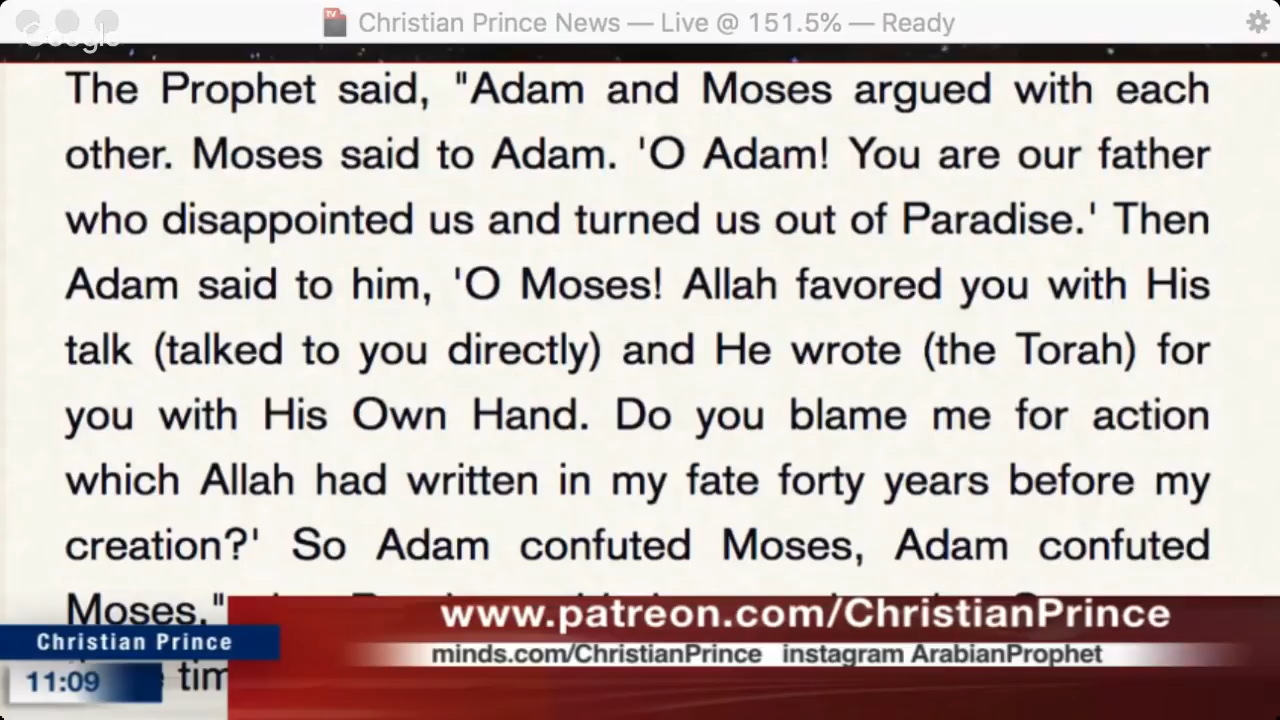 Christian Prince News — Live @ 151.5% — Ready
Google
The Prophet said, "Adam and Moses argued with each
other. Moses said to Adam. 'O Adam! You are our father
who disappointed us and turned us out of Paradise.' Then
Adam said to him, 'O Moses! Allah favored you with His
talk (talked to you directly) and He wrote (the Torah) for
you with His Own Hand. Do you blame me for action
which Allah had written in my fate forty years before my
creation?' So Adam confuted Moses, Adam confuted
Moses."
www.patreon.com/ChristianPrince
Christian Prince
minds.com/ChristianPrince instagram ArabianProphet
11:09